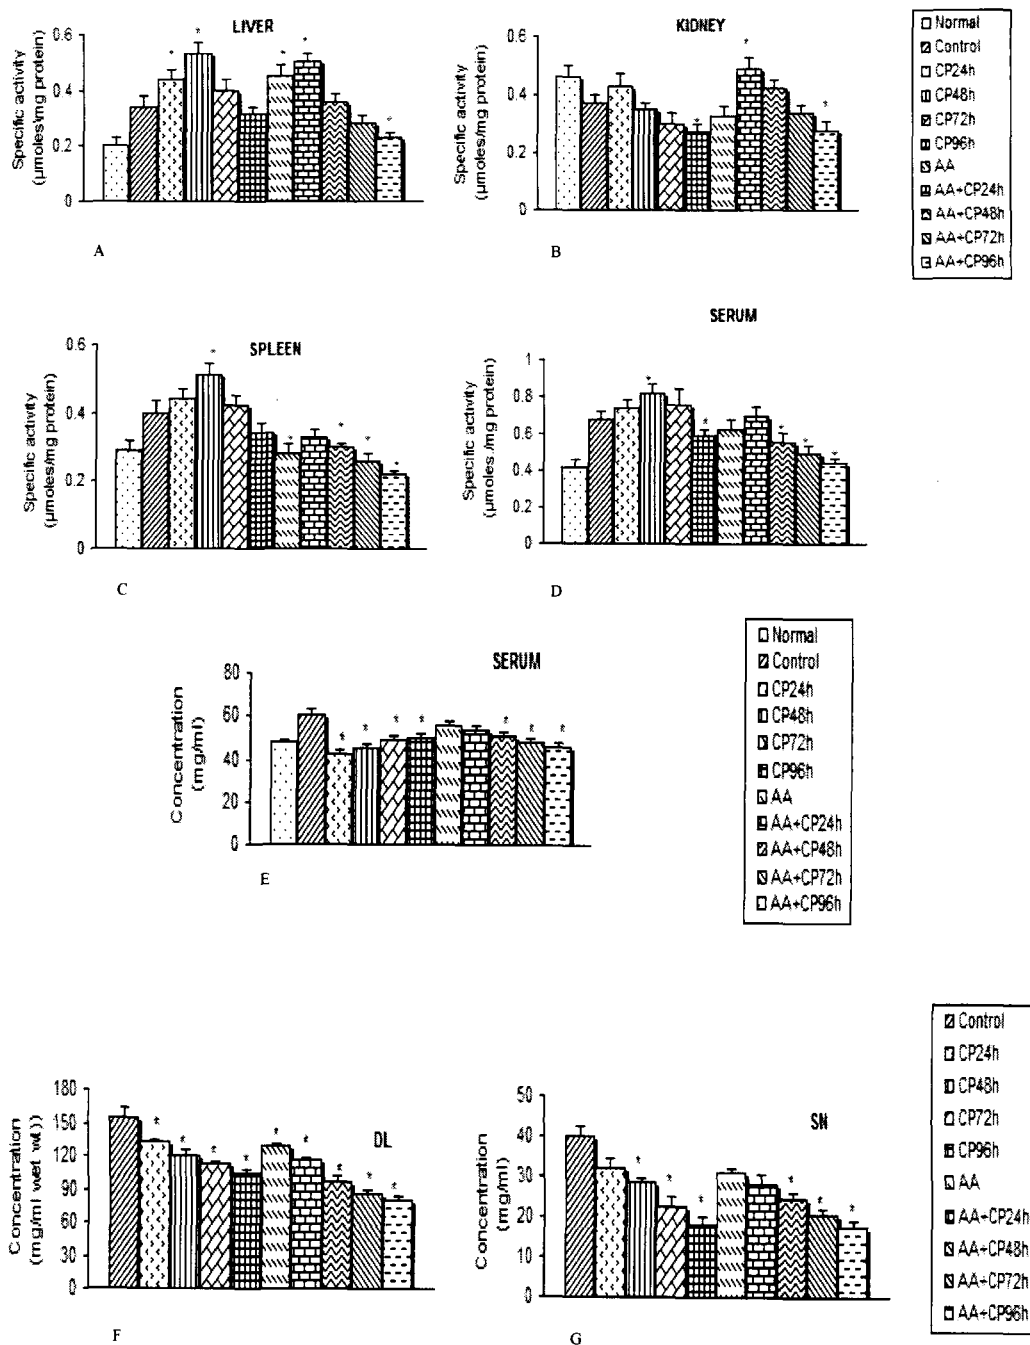 LIVER
Specific activity
(µmoles/mg protein)
0.6
0.4
0.2
0
* * * * *
A
KIDNEY
Specific activity
(µmoles/mg protein)
0.6
0.4
0.2
0
* * *
B
Normal
Control
CP24h
CP48h
CP72h
CP96h
AA
AA+CP24h
AA+CP48h
AA+CP72h
AA+CP96h
SPLEEN
Specific activity
(µmoles/mg protein)
0.6
0.4
0.2
0
* * * * *
C
SERUM
Specific activity
(µmoles /mg protein)
1
0.8
0.6
0.4
0.2
0
* * * * *
D
SERUM
Concentration
(mg/ml)
80
60
40
20
0
* * * * * * *
E
Normal
Control
CP24h
CP48h
CP72h
CP96h
AA
AA+CP24h
AA+CP48h
AA+CP72h
AA+CP96h
DL
Concentration
(mg/ml wet wt))
180
150
120
90
60
30
0
* * * * * * * * *
F
SN
Concentration
(mg/ml)
50
40
30
20
10
0
* * * * * *
G
Control
CP24h
CP48h
CP72h
CP96h
AA
AA+CP24h
AA+CP48h
AA+CP72h
AA+CP96h